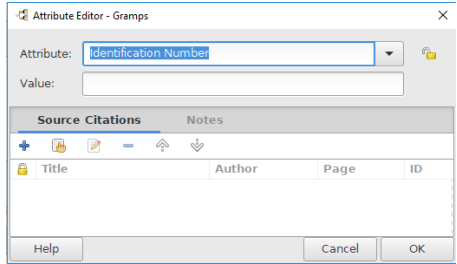 Attribute Editor - Gramps
Attribute: Identification Number
Value:
Source Citations Notes
Title Author Page ID
Help Cancel OK